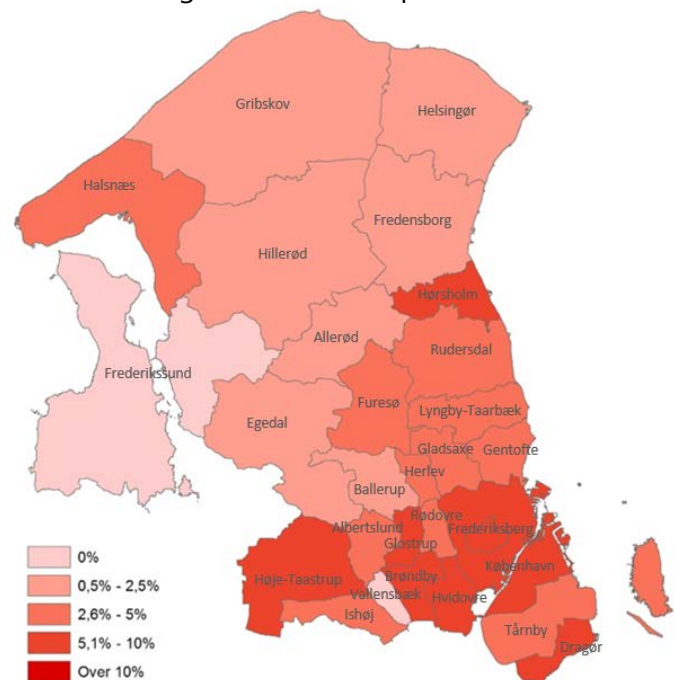 Gribskov
Helsingør
Halsnæs
Fredensborg
Hillerød
Hørsholm
Allerød
Rudersdal
Frederikssund
Furesø
Lyngby-Taarbæk
Egedal
Gladsaxe
Gentofte
Herlev
Ballerup
Rødovre
Albertslund
Frederiksberg
Glostrup
København
Høje-Taastrup
Brøndby
Vallensbæk
Hvidovre
Ishøj
Tårnby
Dragør
0%
0,5% - 2,5%
2,6% - 5%
5,1% - 10%
Over 10%